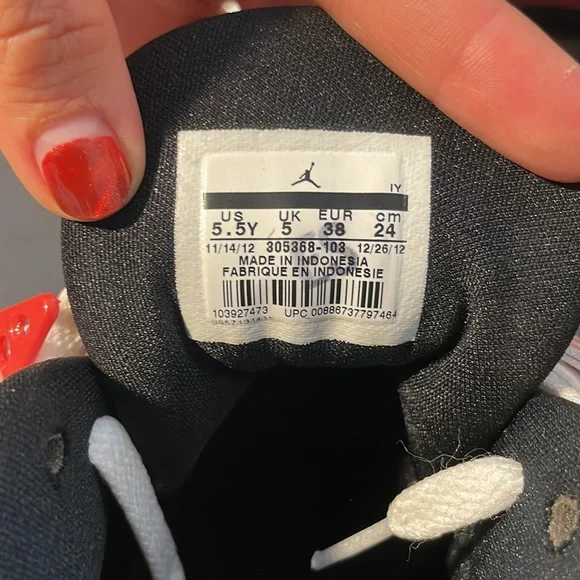 IY
US UK EUR cm
5.5Y 5 38 24
11/14/12 305368-103 12/26/12
MADE IN INDONESIA
FABRIQUE EN INDONESIE
103927473 UPC 00886737797464